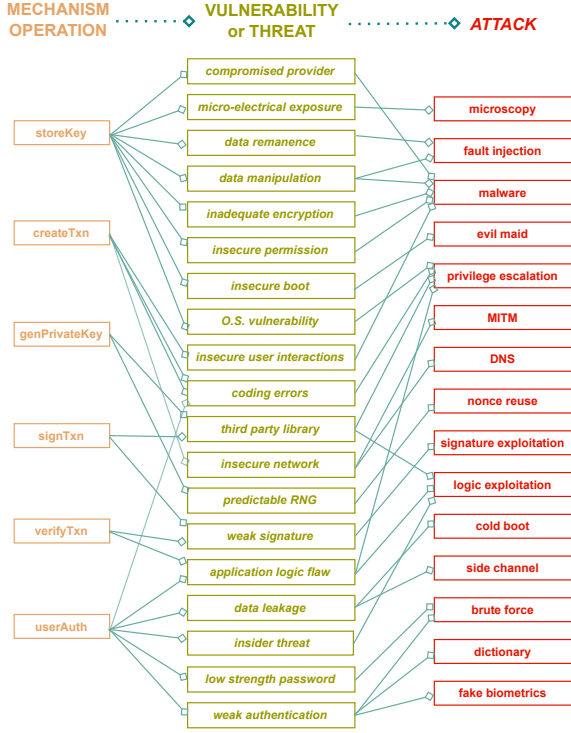 MECHANISM
OPERATION
VULNERABILITY
or THREAT
ATTACK
storeKey
createTxn
genPrivateKey
signTxn
verifyTxn
userAuth
compromised provider
micro-electrical exposure
data remanence
data manipulation
inadequate encryption
insecure permission
insecure boot
O.S. vulnerability
insecure user interactions
coding errors
third party library
insecure network
predictable RNG
weak signature
application logic flaw
data leakage
insider threat
low strength password
weak authentication
microscopy
fault injection
malware
evil maid
privilege escalation
MITM
DNS
nonce reuse
signature exploitation
logic exploitation
cold boot
side channel
brute force
dictionary
fake biometrics